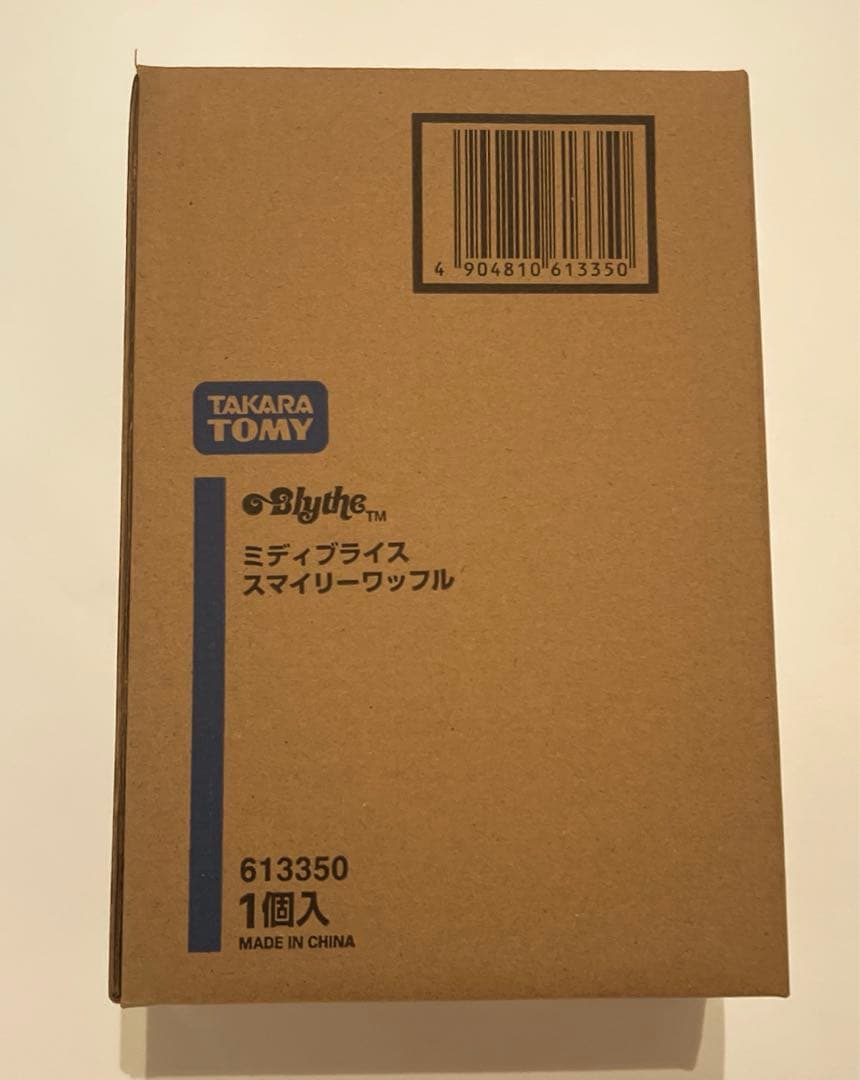 4 904810 613350
TAKARA
TOMY
Blythe™
ミディブライス
スマイリーワッフル
613350
1個入
MADE IN CHINA